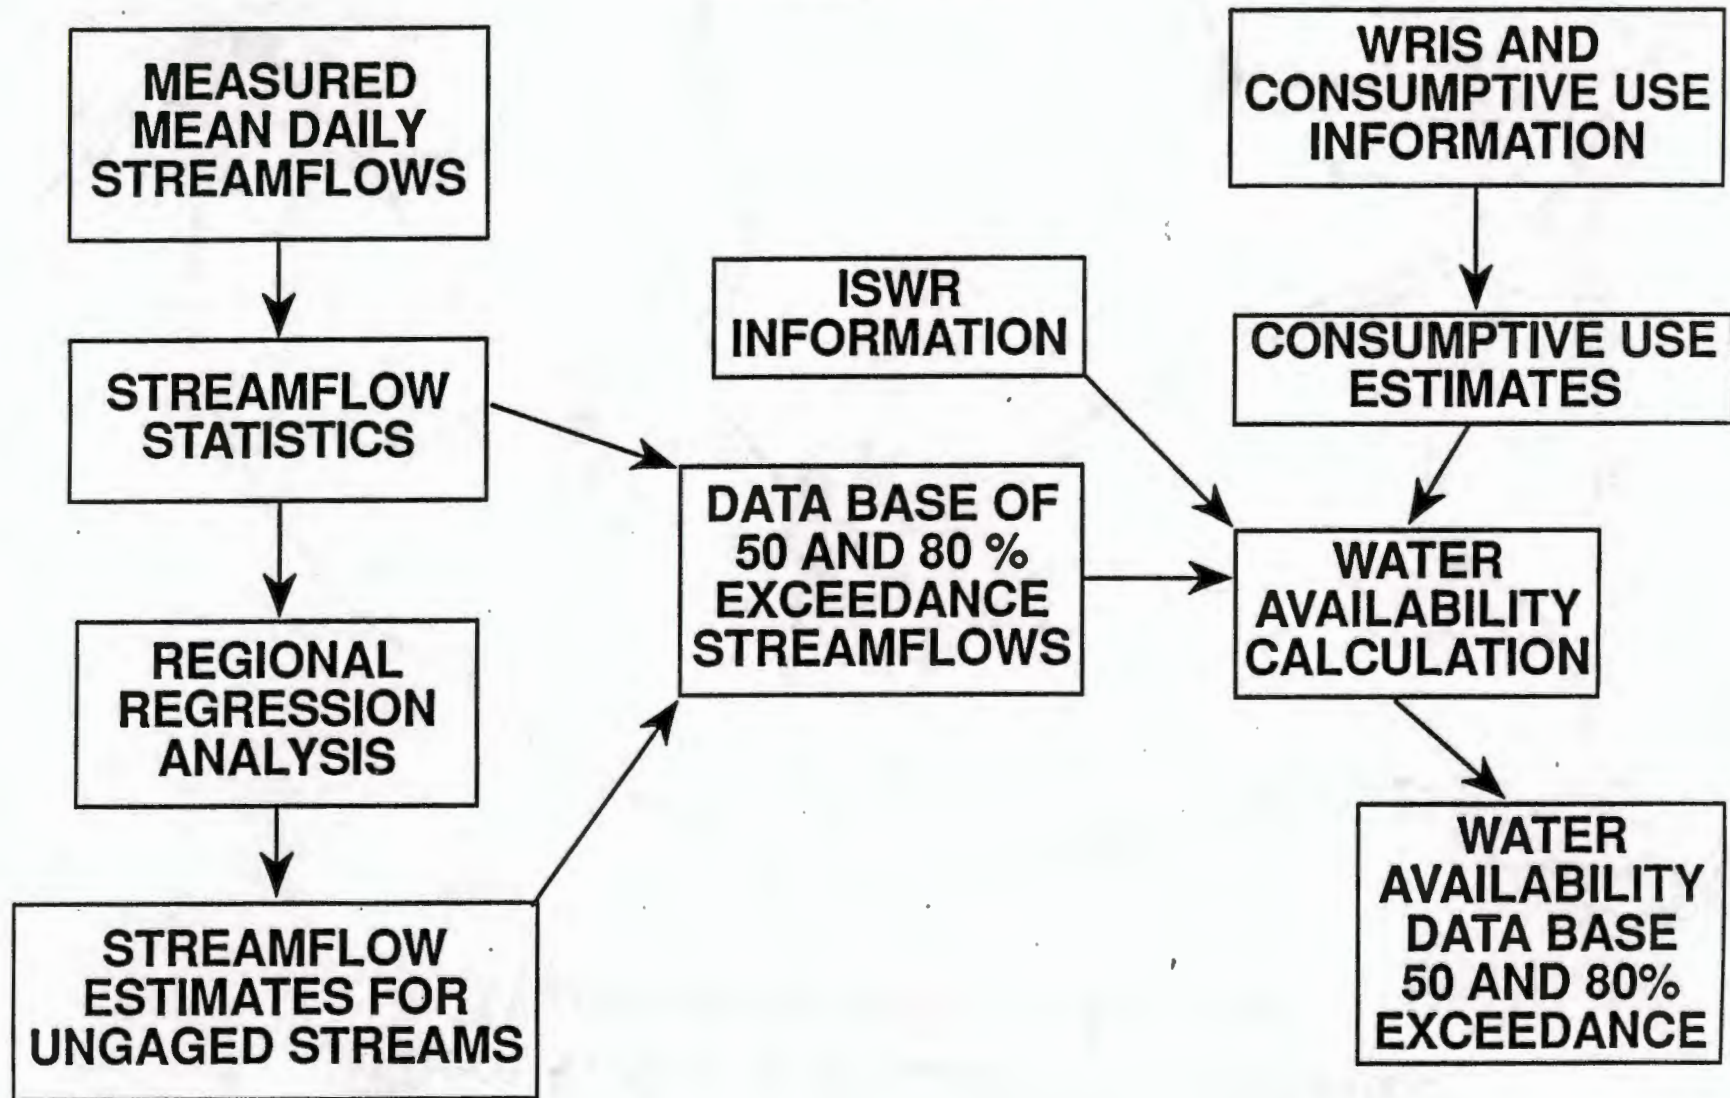 MEASURED
MEAN DAILY
STREAMFLOWS
STREAMFLOW
STATISTICS
REGIONAL
REGRESSION
ANALYSIS
STREAMFLOW
ESTIMATES FOR
UNGAGED STREAMS
ISWR
INFORMATION
DATA BASE OF
50 AND 80 %
EXCEEDANCE
STREAMFLOWS
WRIS AND
CONSUMPTIVE USE
INFORMATION
CONSUMPTIVE USE
ESTIMATES
WATER
AVAILABILITY
CALCULATION
WATER
AVAILABILITY
DATA BASE
50 AND 80%
EXCEEDANCE